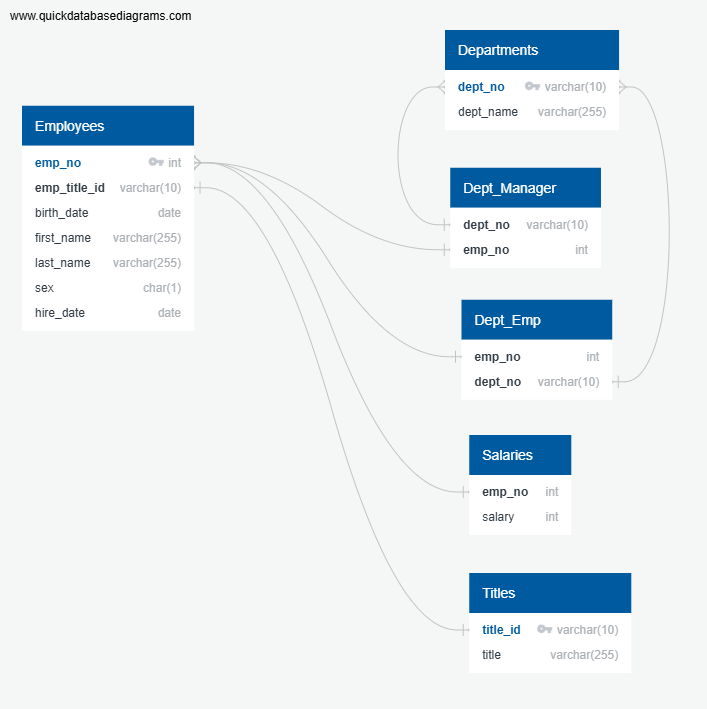 www.quickdatabasediagrams.com
Employees
emp_no int
emp_title_id varchar(10)
birth_date date
first_name varchar(255)
last_name varchar(255)
sex char(1)
hire_date date
Departments
dept_no varchar(10)
dept_name varchar(255)
Dept_Manager
dept_no varchar(10)
emp_no int
Dept_Emp
emp_no int
dept_no varchar(10)
Salaries
emp_no int
salary int
Titles
title_id varchar(10)
title varchar(255)